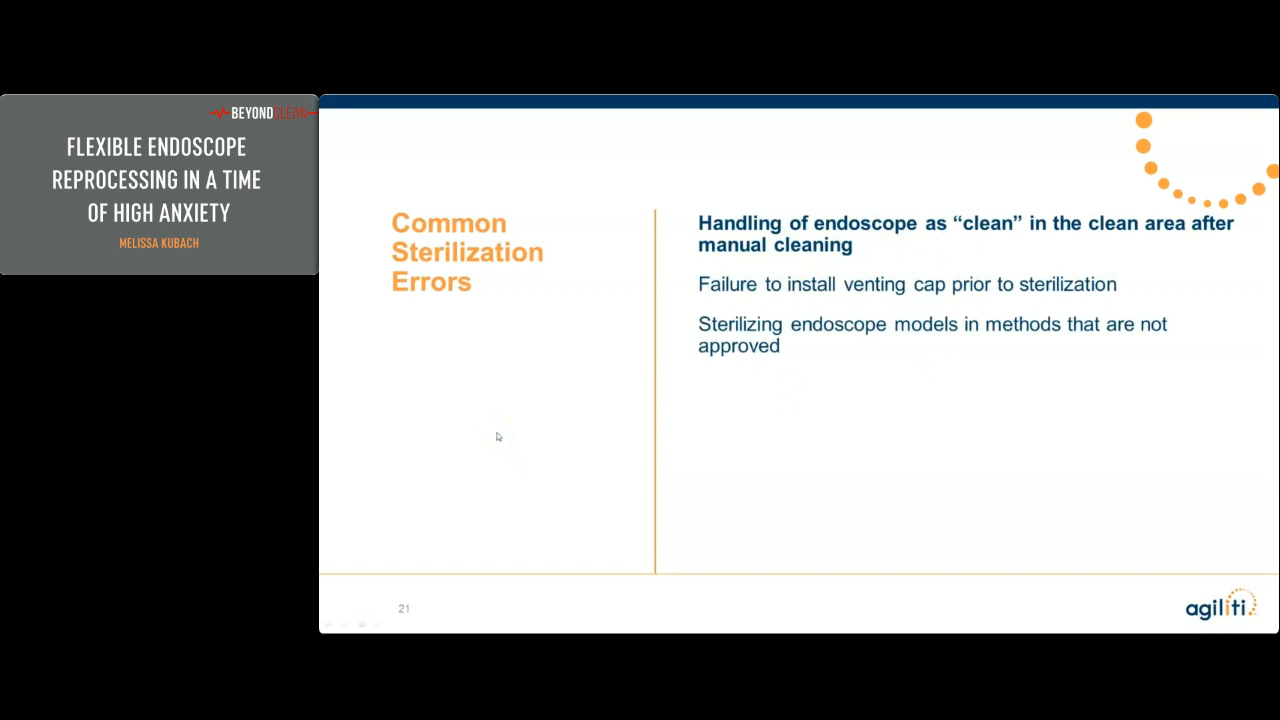 BEYONDCLEAN
FLEXIBLE ENDOSCOPE
REPROCESSING IN A TIME
OF HIGH ANXIETY
MELISSA KUBACH
Common
Sterilization
Errors
Handling of endoscope as “clean” in the clean area after
manual cleaning
Failure to install venting cap prior to sterilization
Sterilizing endoscope models in methods that are not
approved
21
agiliti